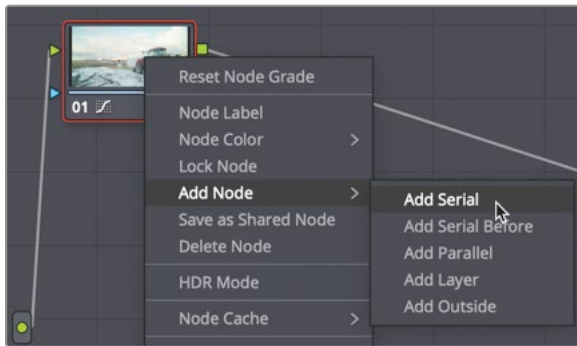 01
Reset Node Grade
Node Label
Node Color
Lock Node
Add Node
Save as Shared Node
Delete Node
HDR Mode
Node Cache
Add Serial
Add Serial Before
Add Parallel
Add Layer
Add Outside